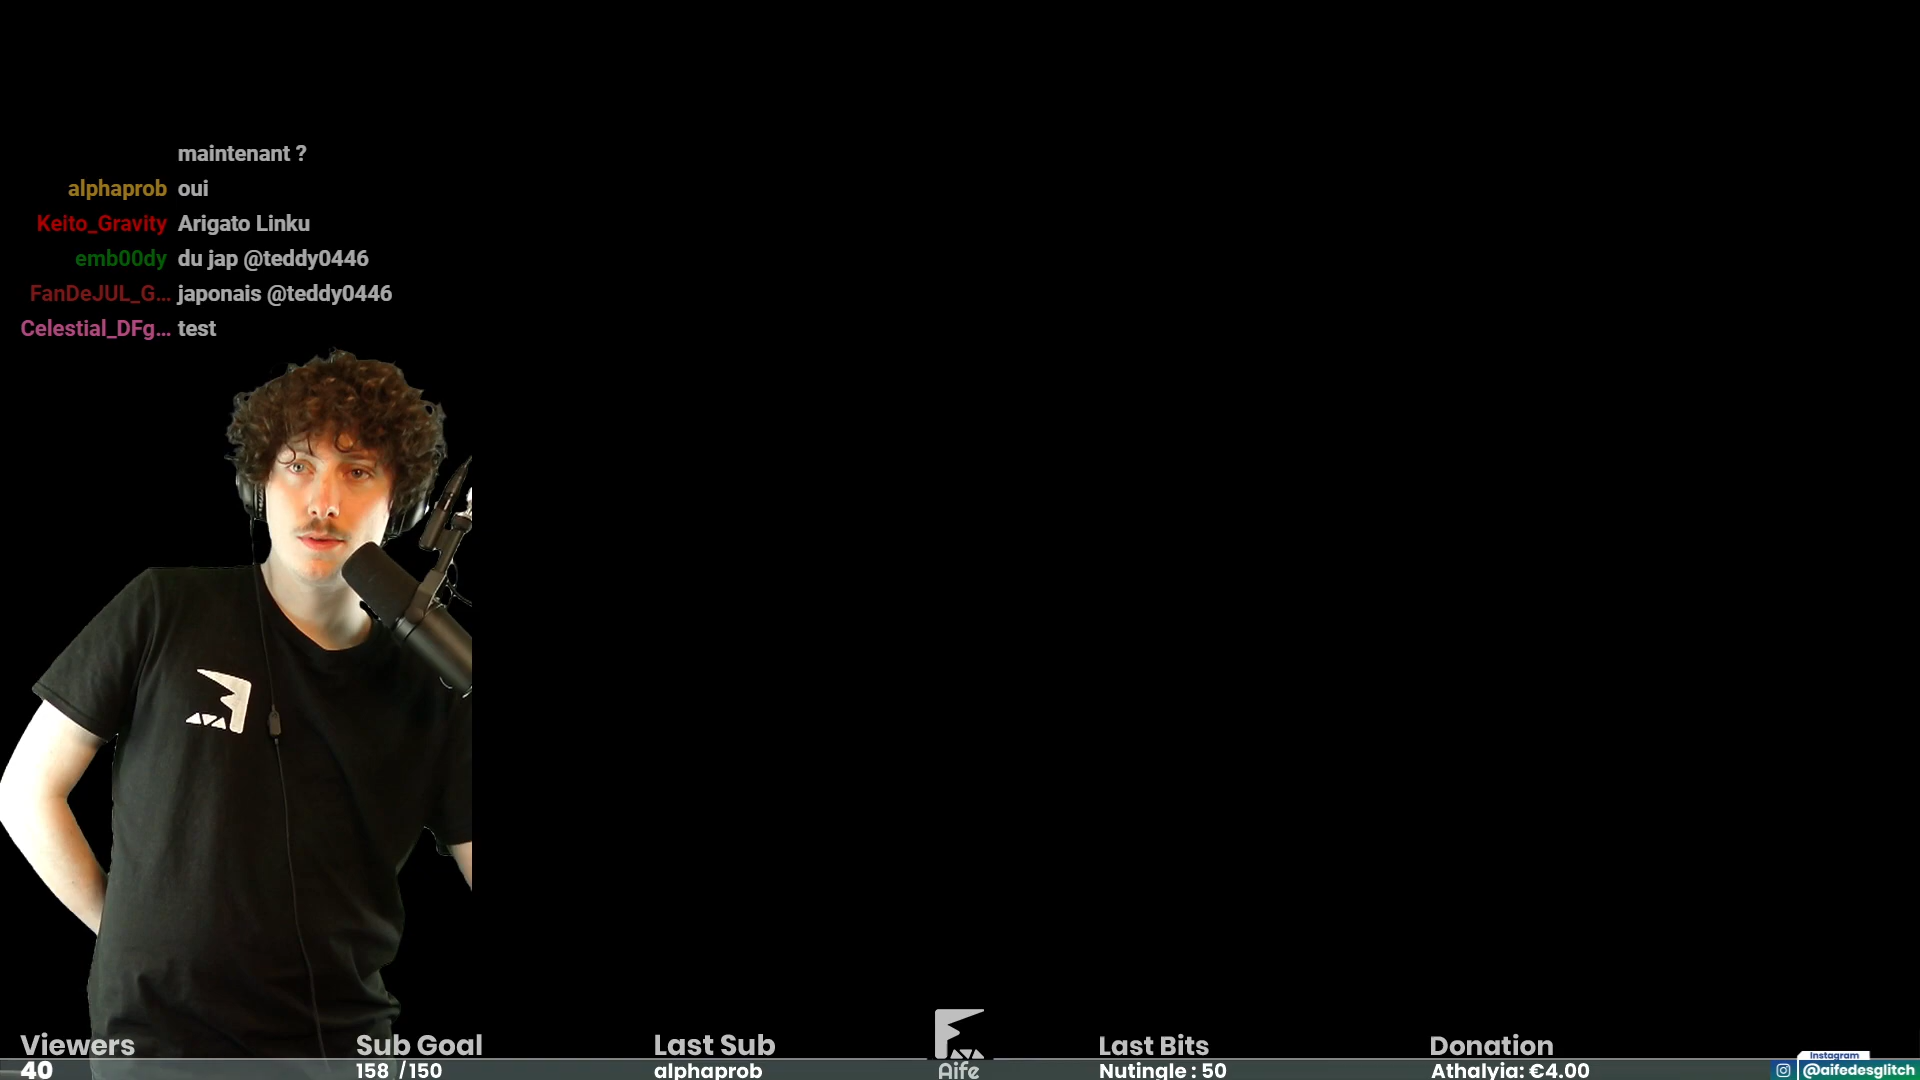 maintenant ?
alphaprob oui
Keito_Gravity Arigato Linku
emb00dy du jap @teddy0446
FanDeJUL_G… japonais @teddy0446
Celestial_DFg… test
Viewers
40
Sub Goal
158 /150
Last Sub
alphaprob
Aife
Last Bits
Nutingle : 50
Donation
Athalyia: €4.00
Instagram
@aifedesglitch